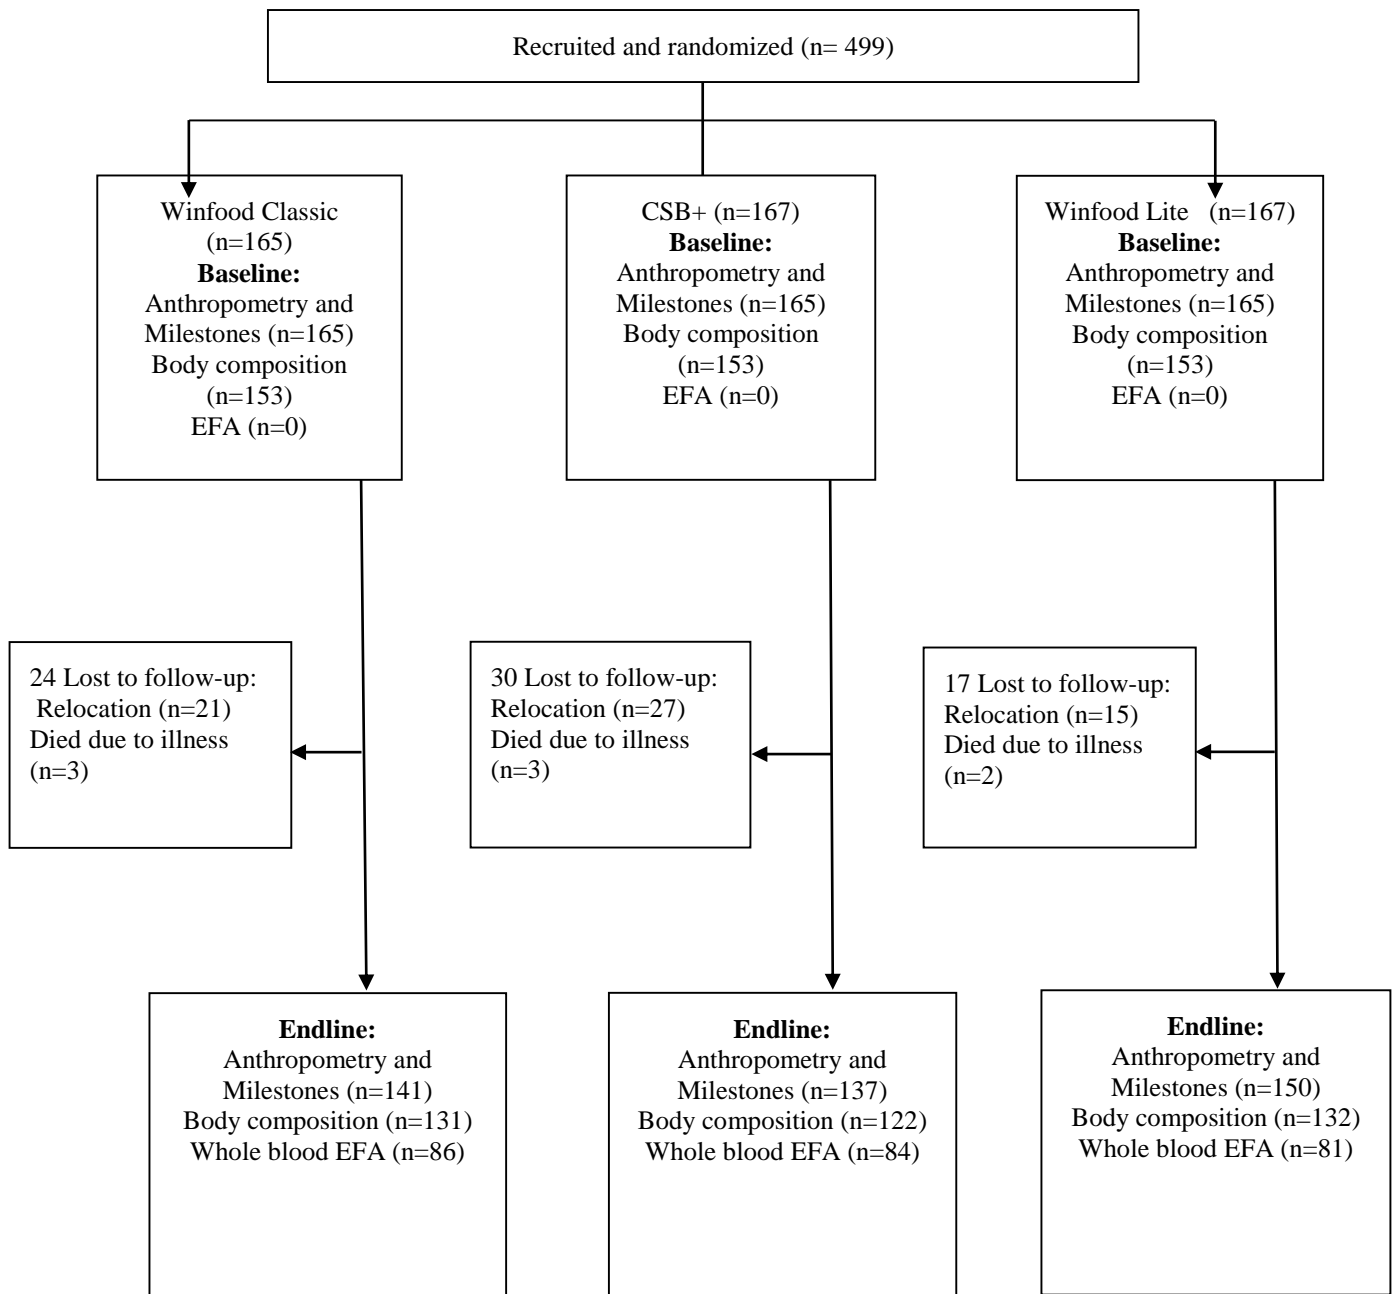 Recruited and randomized (n= 499)
Winfood Classic
(n=165)
Baseline:
Anthropometry and
Milestones (n=165)
Body composition
(n=153)
EFA (n=0)
CSB+ (n=167)
Baseline:
Anthropometry and
Milestones (n=165)
Body composition
(n=153)
EFA (n=0)
Winfood Lite (n=167)
Baseline:
Anthropometry and
Milestones (n=165)
Body composition
(n=153)
EFA (n=0)
24 Lost to follow-up:
Relocation (n=21)
Died due to illness
(n=3)
30 Lost to follow-up:
Relocation (n=27)
Died due to illness
(n=3)
17 Lost to follow-up:
Relocation (n=15)
Died due to illness
(n=2)
Endline:
Anthropometry and
Milestones (n=141)
Body composition (n=131)
Whole blood EFA (n=86)
Endline:
Anthropometry and
Milestones (n=137)
Body composition (n=122)
Whole blood EFA (n=84)
Endline:
Anthropometry and
Milestones (n=150)
Body composition (n=132)
Whole blood EFA (n=81)